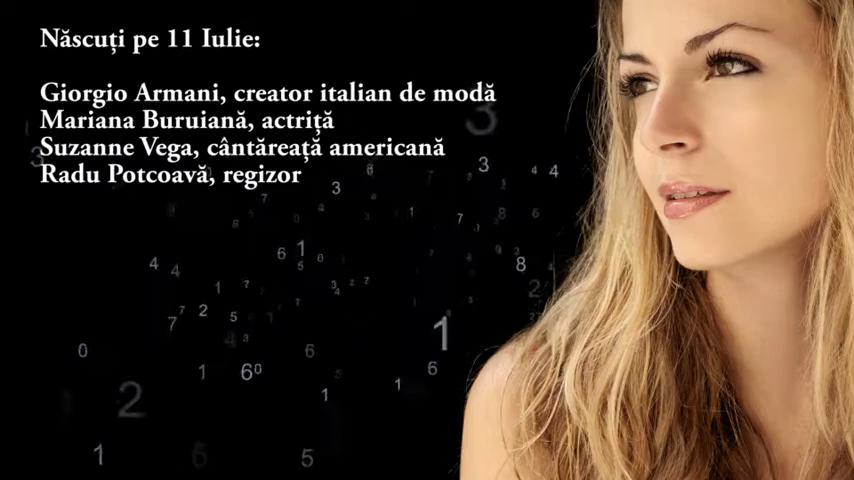 Născuți pe 11 Iulie:
Giorgio Armani, creator italian de modă
Mariana Buruiană, actriță
Suzanne Vega, cântăreață americană
Radu Potcoavă, regizor